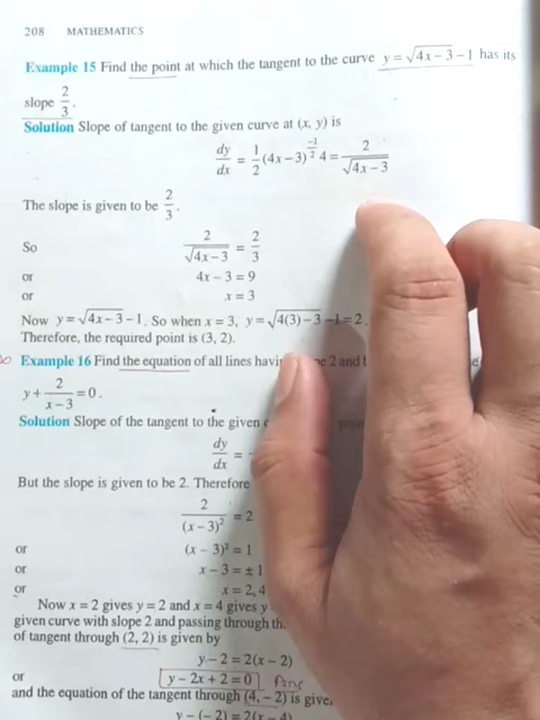 208 MATHEMATICS
Example 15 Find the point at which the tangent to the curve y = √(4x – 3) – 1 has its
slope 2/3.
Solution Slope of tangent to the given curve at (x, y) is
dy/dx = 1/2 (4x – 3)^(-1/2) 4 = 2/√(4x – 3)
The slope is given to be 2/3.
So 2/√(4x – 3) = 2/3
or 4x – 3 = 9
or x = 3
Now y = √(4x – 3) – 1. So when x = 3, y = √(4(3) – 3) – 1 = 2.
Therefore, the required point is (3, 2).
Example 16 Find the equation of all lines 2 and
y + 2/(x – 3) = 0.
Solution Slope of the tangent to the given
dy/dx =
But the slope is given to be 2. Therefore
2/(x – 3)² = 2
or (x – 3)² = 1
or x – 3 = ± 1
or x = 2, 4
Now x = 2 gives y = 2 and x = 4 gives y
given curve with slope 2 and passing through
of tangent through (2, 2) is given by
y – 2 = 2(x – 2)
or y – 2x + 2 = 0 Ans
and the equation of the tangent through (4, – 2) is
y – (– 2) = 2(x – 4)